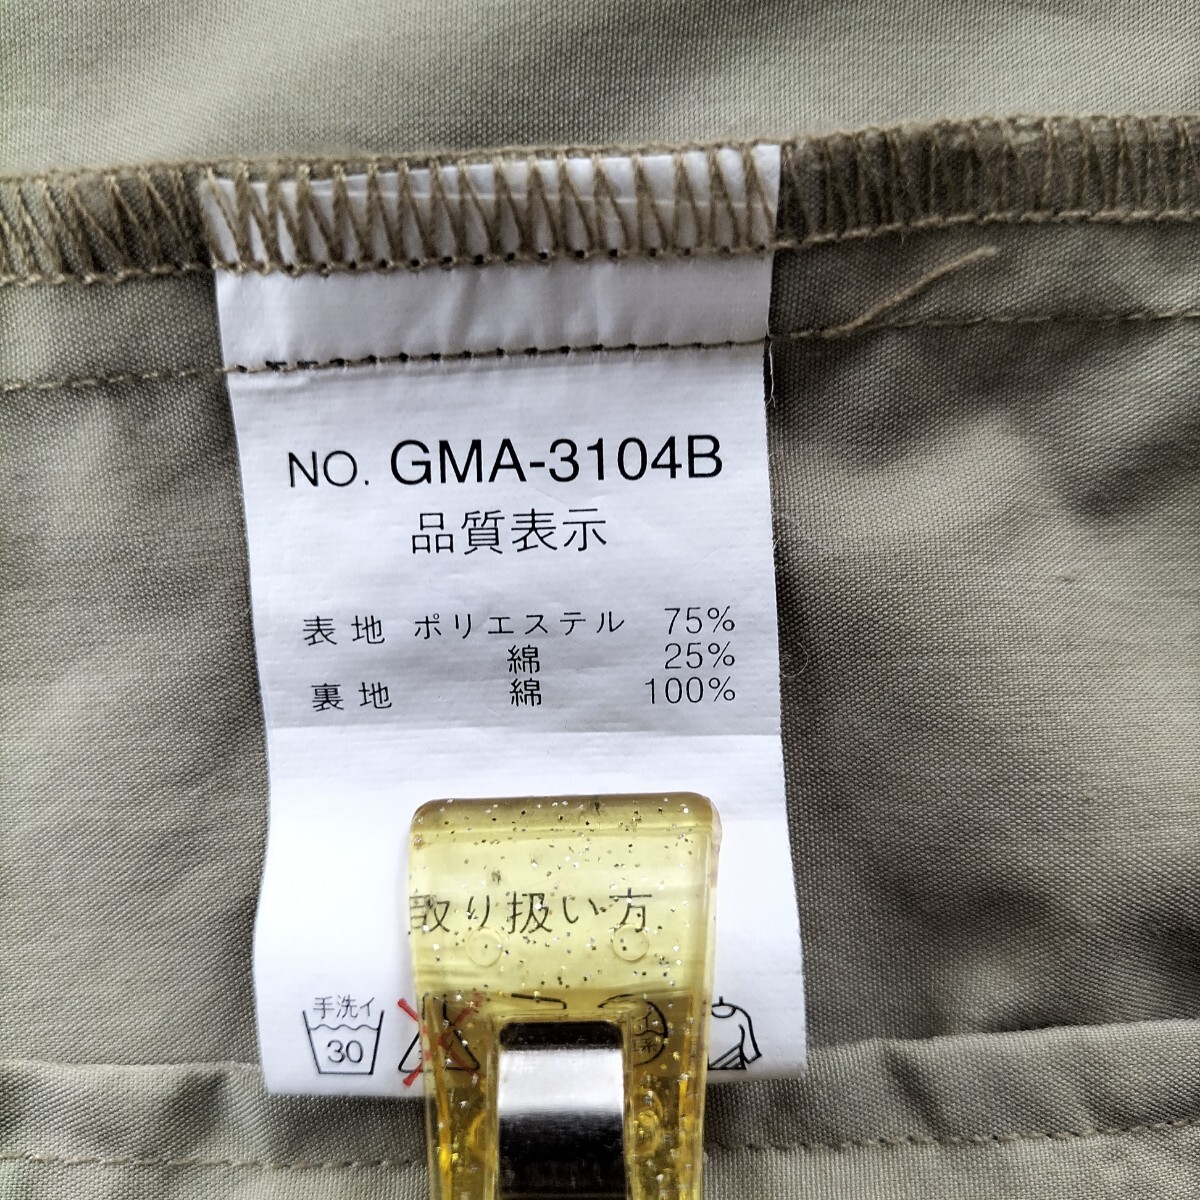 NO. GMA-3104B
品質表示
表地 ポリエステル 75%
綿 25%
裏地 綿 100%
取り扱い方
手洗イ
30